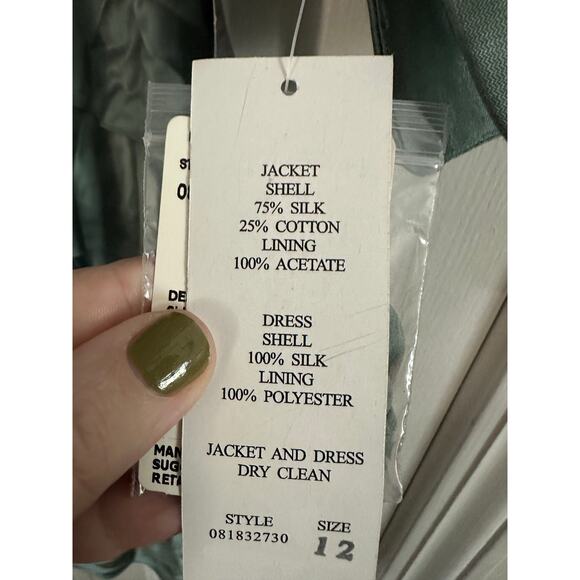 JACKET
SHELL
75% SILK
25% COTTON
LINING
100% ACETATE
DRESS
SHELL
100% SILK
LINING
100% POLYESTER
JACKET AND DRESS
DRY CLEAN
STYLE SIZE
081832730 12